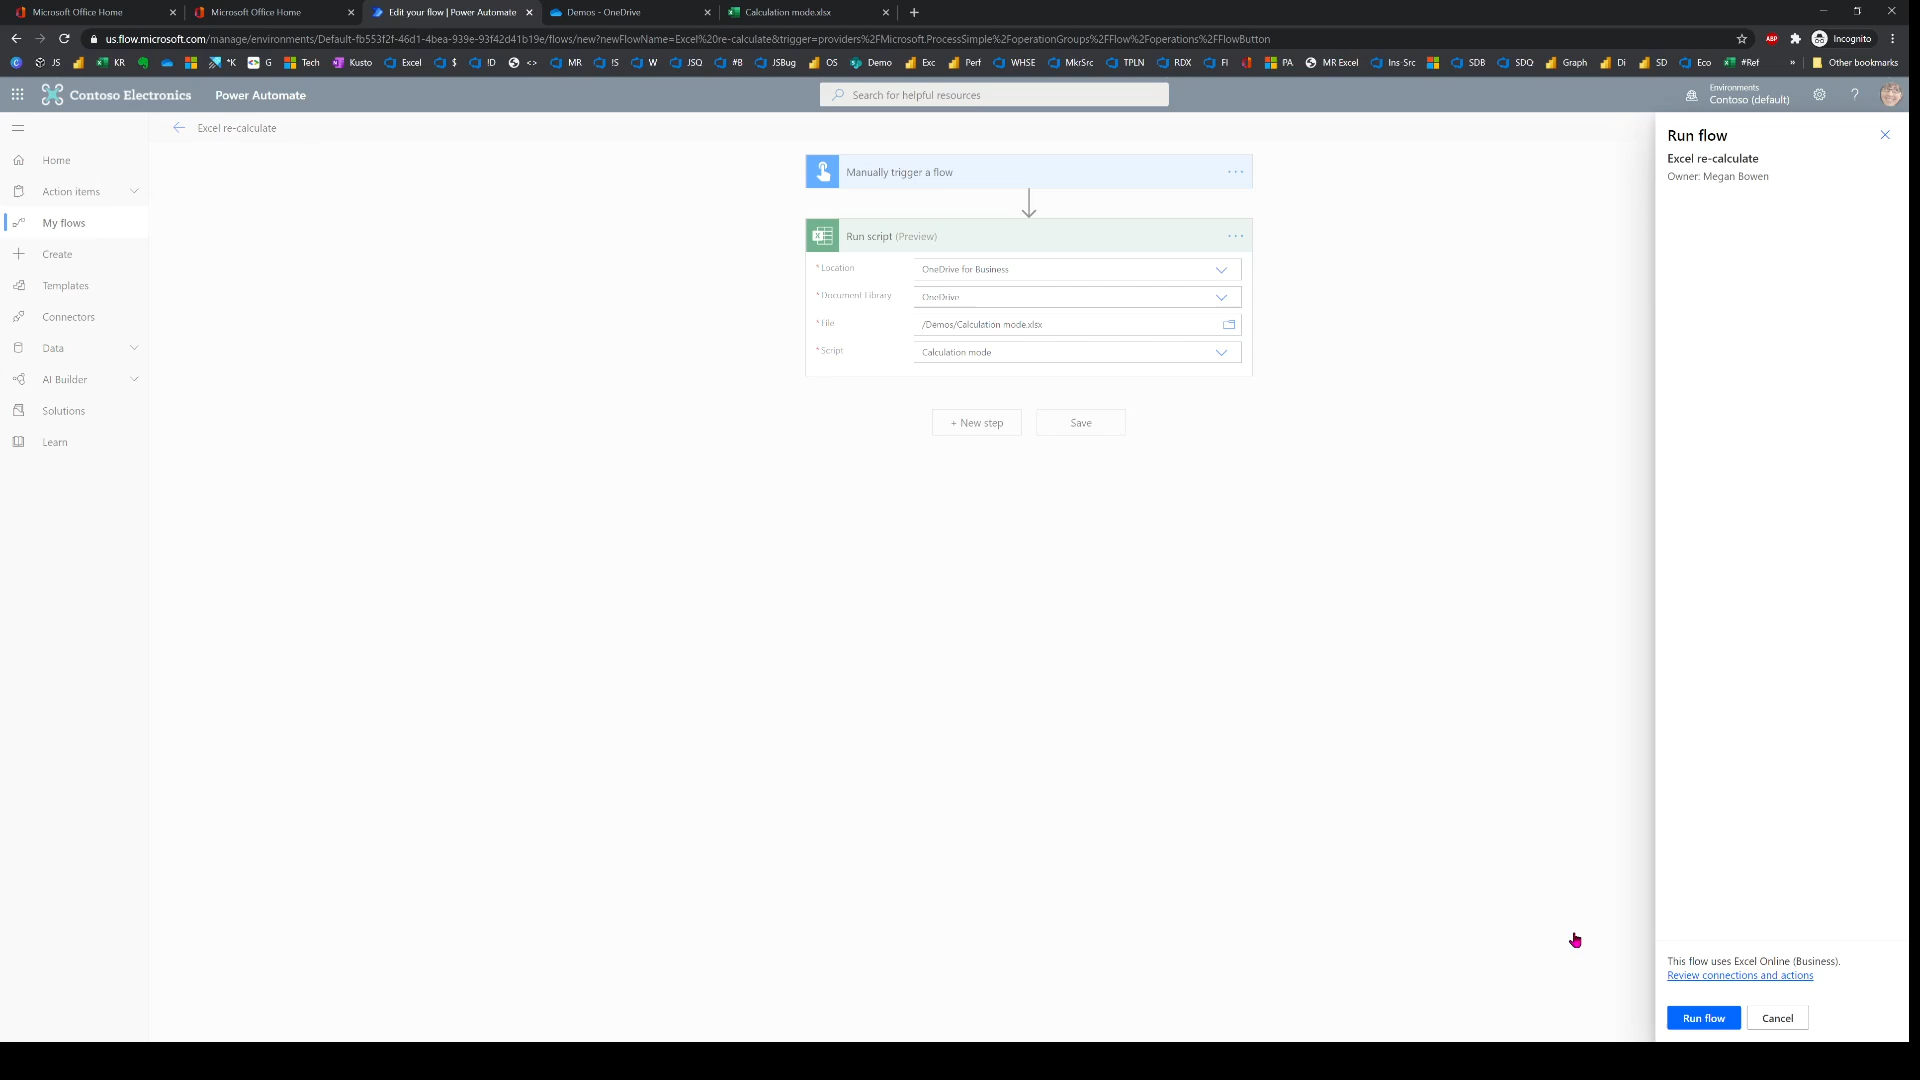 Microsoft Office Home
Microsoft Office Home
Edit your flow | Power Automate
Demos - OneDrive
Calculation mode.xlsx
us.flow.microsoft.com/manage/environments/Default-fb553f2f-46d1-4bea-939e-93f42d41b19e/flows/new?newFlowName=Excel%20re-calculate&trigger=providers%2FMicrosoft.ProcessSimple%2FoperationGroups%2FFlow%2Foperations%2FFlowButton
ABP
Incognito
JS
KR
*K
G
Tech
Kusto
Excel
$
!D
<>
MR
!S
W
JSQ
#B
JSBug
OS
Demo
Exc
Perf
WHSE
MkrSrc
TPLN
RDX
FI
PA
MR Excel
Ins-Src
SDB
SDQ
Graph
Di
SD
Eco
#Ref
»
Other bookmarks
Contoso Electronics
Power Automate
Search for helpful resources
Environments
Contoso (default)
?
Excel re-calculate
Home
Action items
My flows
Create
Templates
Connectors
Data
AI Builder
Solutions
Learn
Manually trigger a flow
Run script (Preview)
* Location
OneDrive for Business
* Document Library
OneDrive
* File
/Demos/Calculation mode.xlsx
* Script
Calculation mode
+ New step
Save
Run flow
Excel re-calculate
Owner: Megan Bowen
This flow uses Excel Online (Business).
Review connections and actions
Run flow
Cancel